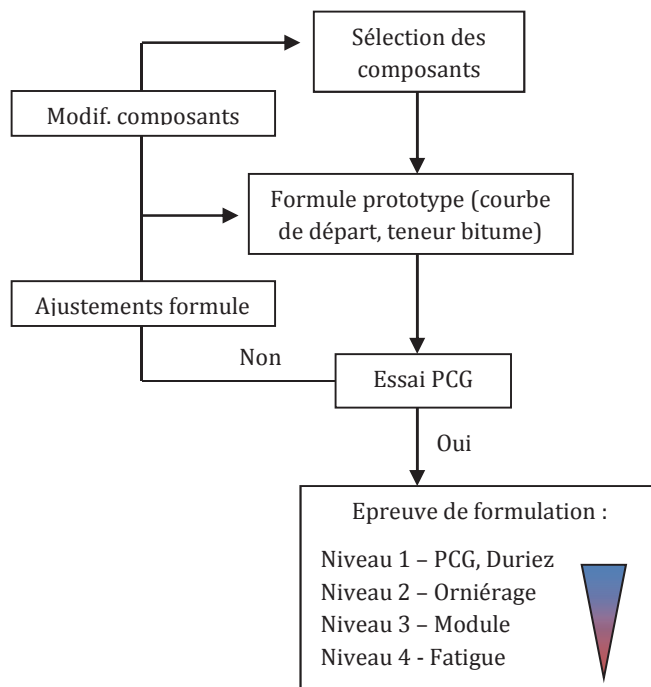 Sélection des
composants
Modif. composants
Formule prototype (courbe
de départ, teneur bitume)
Ajustements formule
Non
Essai PCG
Oui
Epreuve de formulation :
Niveau 1 – PCG, Duriez
Niveau 2 – Orniérage
Niveau 3 – Module
Niveau 4 - Fatigue